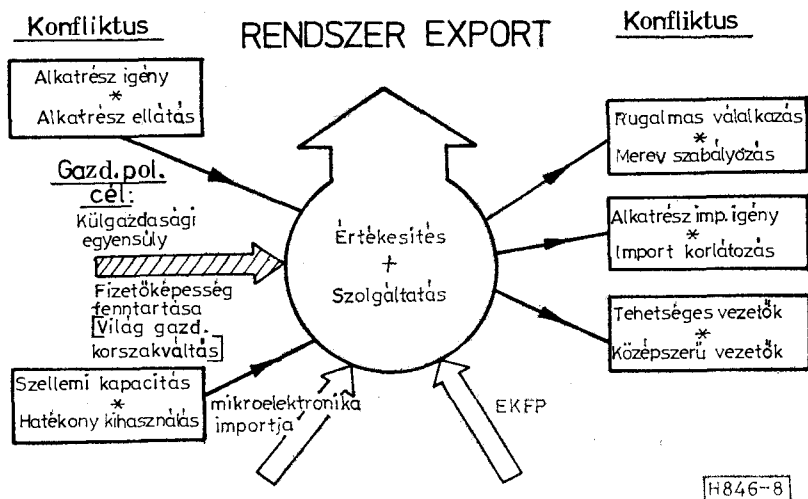 Konfliktus
RENDSZER EXPORT
Konfliktus
Alkatrész igény
*
Alkatrész ellátás
Gazd.pol.
cél:
Külgazdasági
egyensúly
Fizetőképesség
fenntartása
[Világ gazd.
korszakváltás]
Szellemi kapacitás
*
Hatékony kihasználás
Értékesítés
+
Szolgáltatás
mikroelektronika
importja
EKFP
Rugalmas válalkazás
*
Merev szabályózás
Alkatrész imp. igény
*
Import korlátozás
Tehetséges vezetők
*
Középszerű vezetők
H846-8